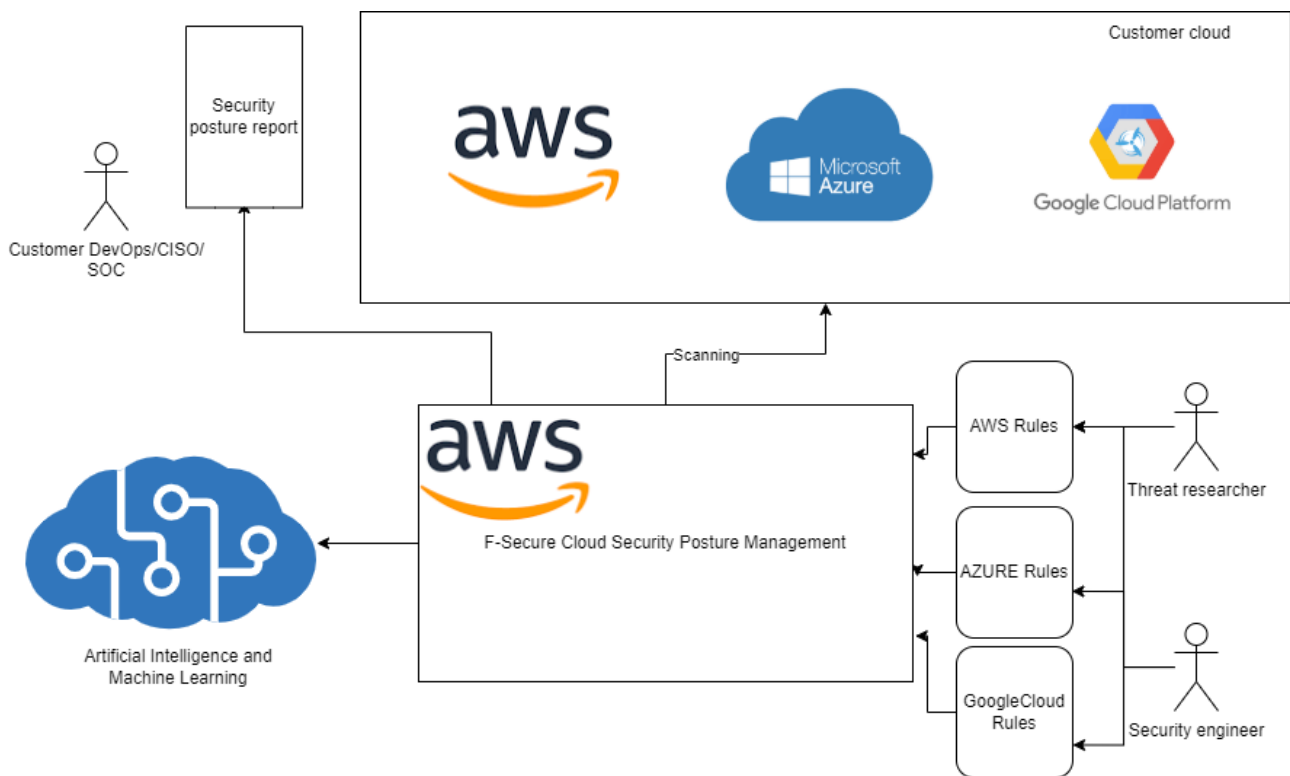 Customer cloud
Security
posture report
aws
Microsoft
Azure
Google Cloud Platform
Customer DevOps/CISO/
SOC
Scanning
aws
F-Secure Cloud Security Posture Management
AWS Rules
Threat researcher
AZURE Rules
Artificial Intelligence and
Machine Learning
GoogleCloud
Rules
Security engineer